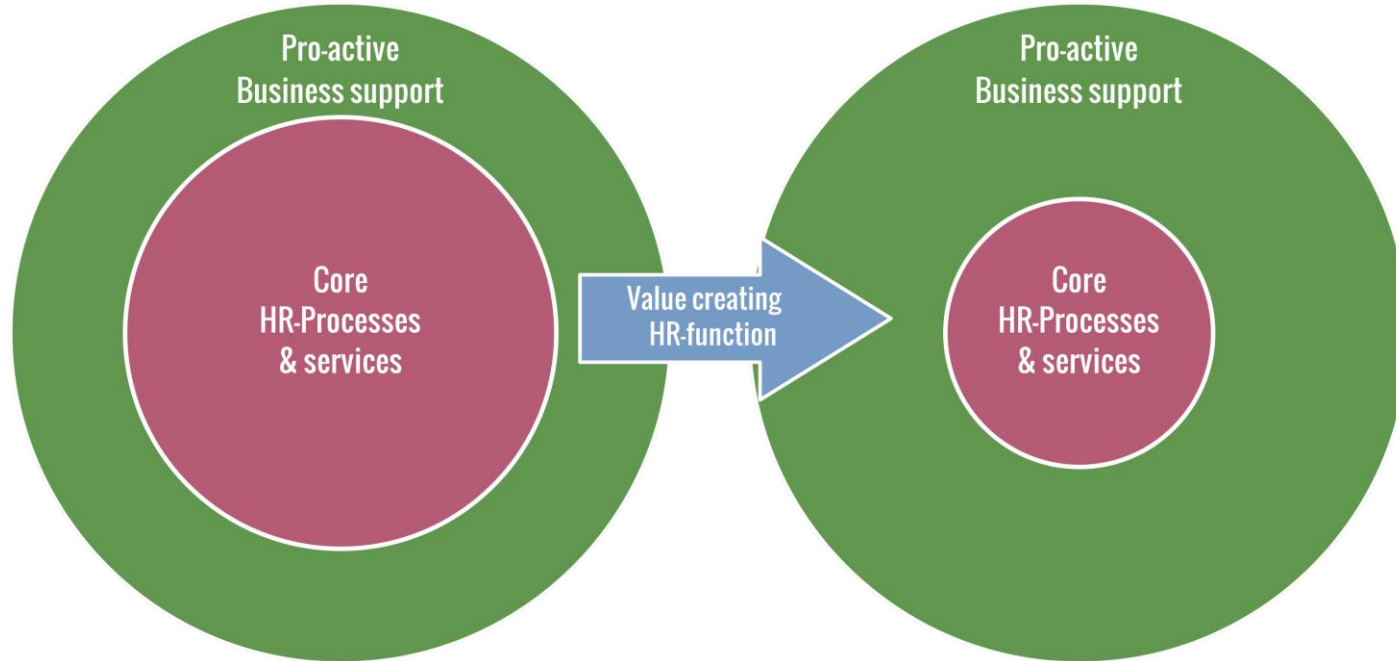 Pro-active
Business support
Core
HR-Processes
& services
Value creating
HR-function
Pro-active
Business support
Core
HR-Processes
& services